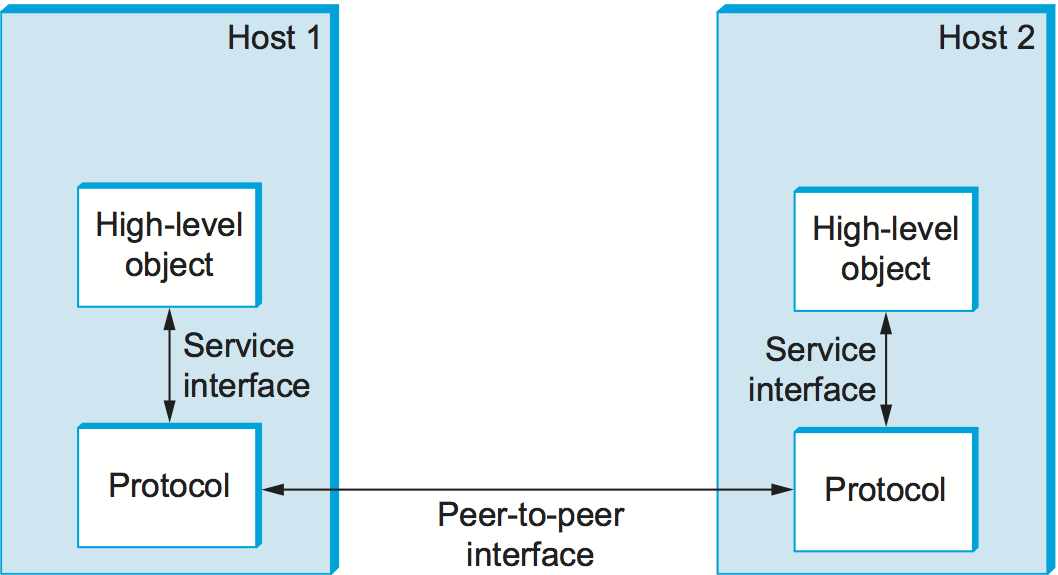 Host 1
Host 2
High-level
object
High-level
object
Service
interface
Service
interface
Protocol
Protocol
Peer-to-peer
interface